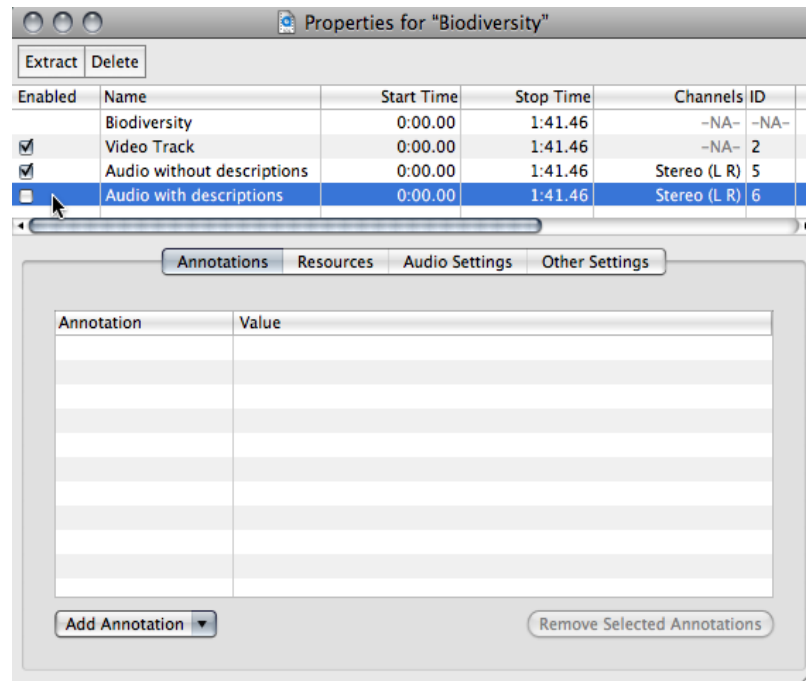 Properties for “Biodiversity”
Extract Delete
Enabled Name Start Time Stop Time Channels ID
Biodiversity 0:00.00 1:41.46 –NA– –NA–
Video Track 0:00.00 1:41.46 –NA– 2
Audio without descriptions 0:00.00 1:41.46 Stereo (L R) 5
Audio with descriptions 0:00.00 1:41.46 Stereo (L R) 6
Annotations Resources Audio Settings Other Settings
Annotation Value
Add Annotation Remove Selected Annotations